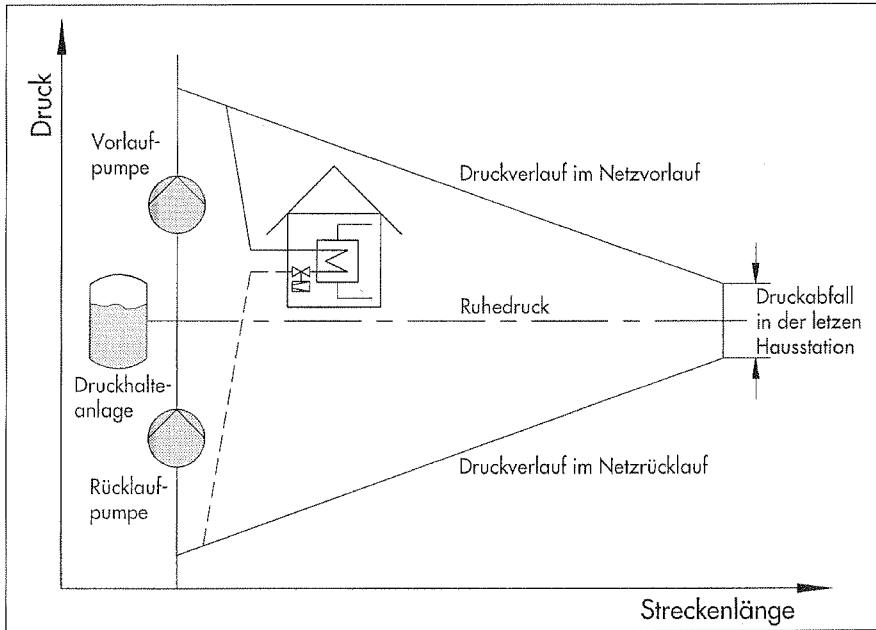 Druck
Vorlauf-
pumpe
Druckverlauf im Netzvorlauf
Ruhedruck
Druckabfall
in der letzen
Hausstation
Druckhalte-
anlage
Druckverlauf im Netzrücklauf
Rücklauf-
pumpe
Streckenlänge